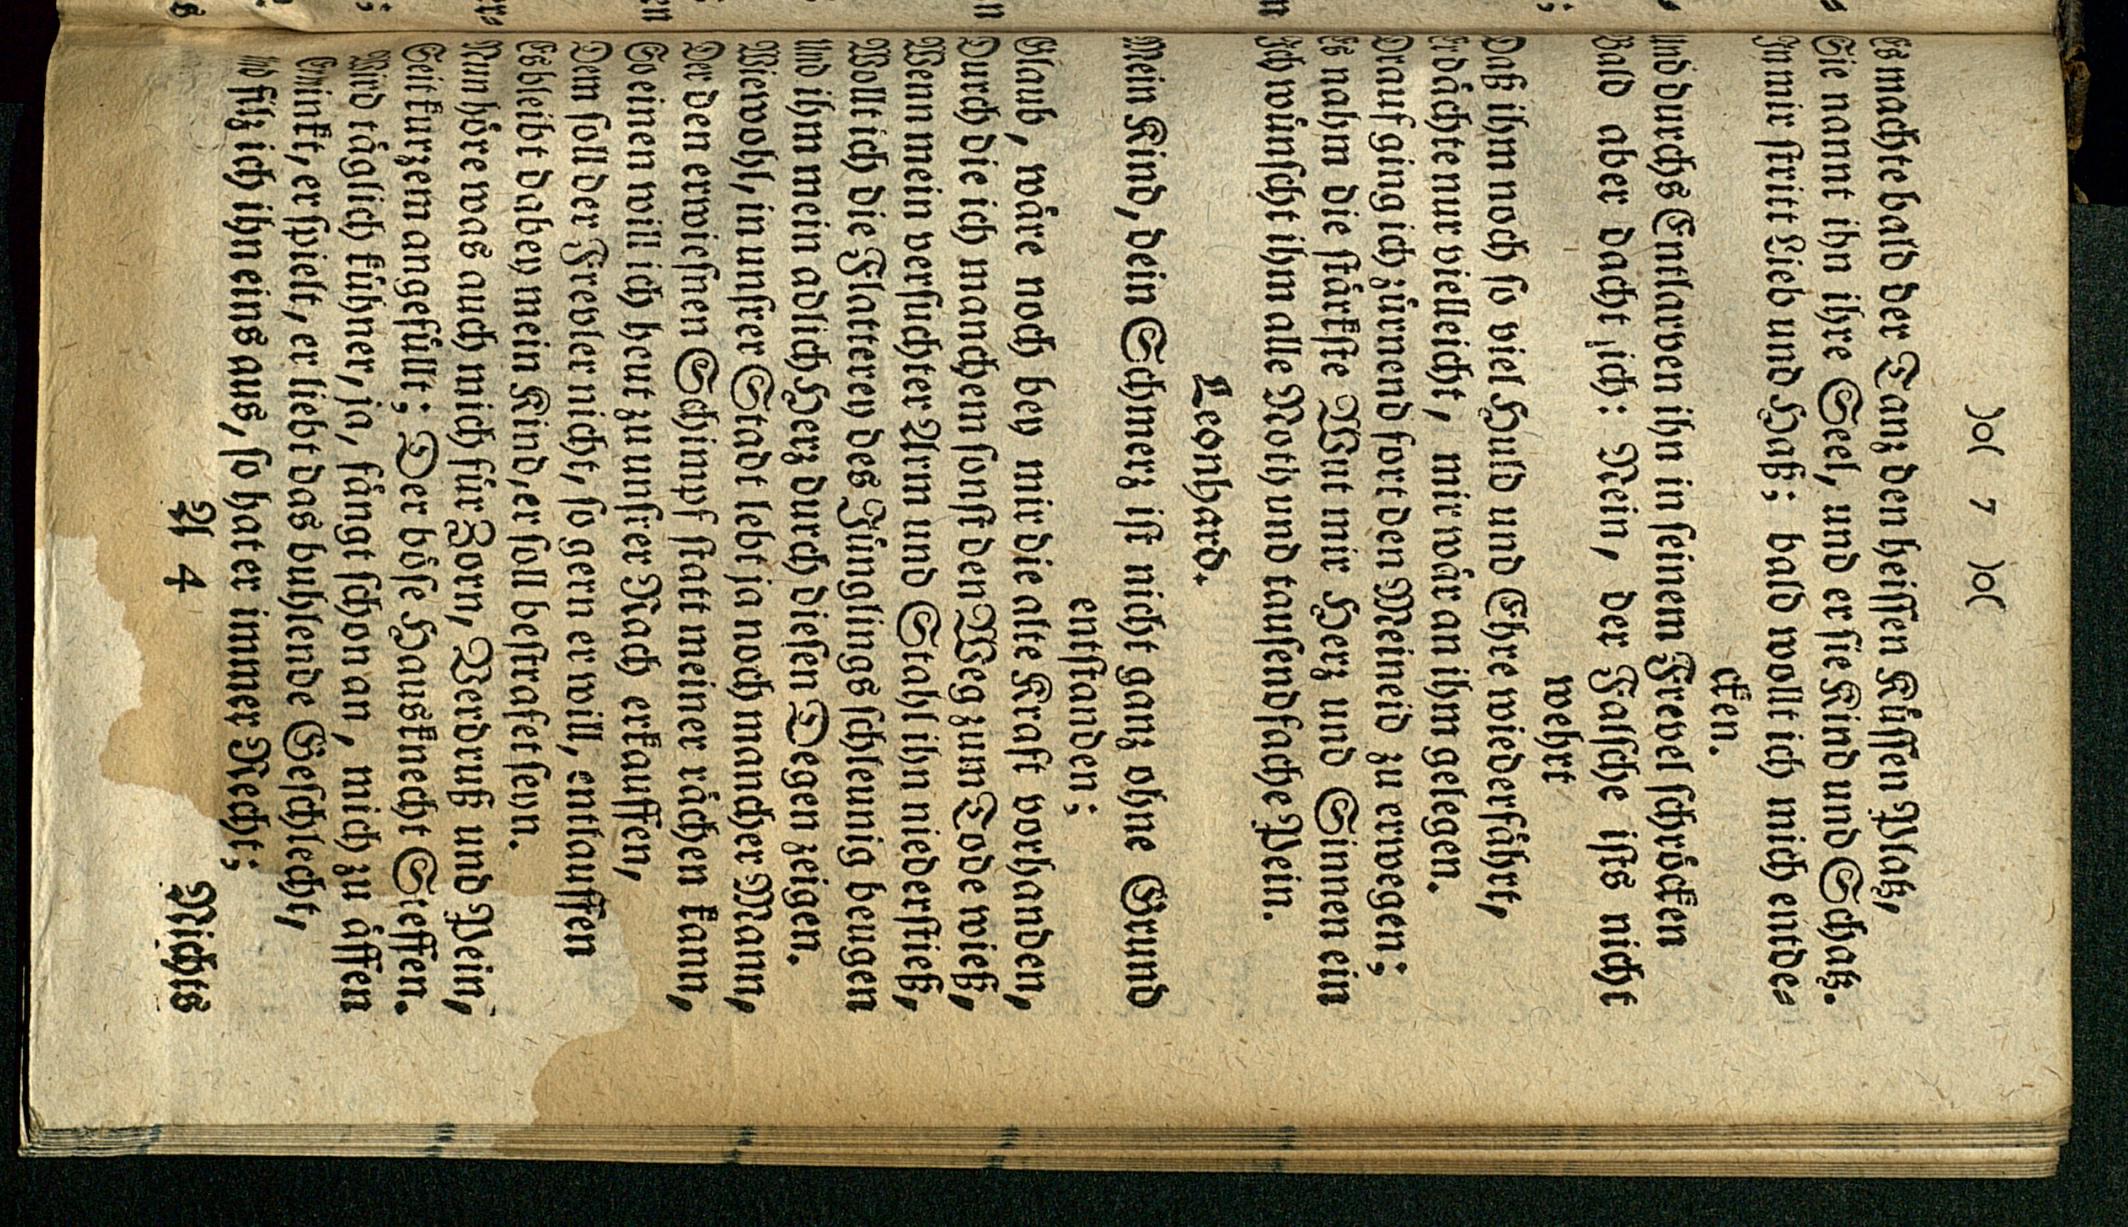 )o( 7 )o(
Es machte bald der Tanz den heissen Küssen Platz,
Sie nannt ihn ihre Seel, und er sie Kind und Schatz.
In mir stritt Lieb und Haß; bald wollt ich mich entde-
cken.
Und durchs Entlarven ihn in seinem Frevel schröcken
Bald aber dacht ich: Nein, der Falsche ists nicht
wehrt
Daß ihm noch so viel Huld und Ehre wiederfährt,
Er dächte nur vielleicht, mir wär an ihm gelegen.
Drauf ging ich zürnend fort den Meineid zu erwegen;
Es nahm die stärkste Wut mir Herz und Sinnen ein
Ich wünscht ihm alle Noth und tausendfache Pein.
Leonhard.
Mein Kind, dein Schmerz ist nicht ganz ohne Grund
entstanden;
Glaub, wäre noch bey mir die alte Kraft vorhanden,
Durch die ich manchen sonst den Weg zum Tode wieß,
Wenn mein versuchter Arm und Stahl ihn niederstieß,
Wollt ich die Flatterey des Jünglings schleunig beugen
Und ihm mein adlich Herz durch diesen Degen zeigen.
Wiewohl, in unsrer Stadt lebt ja noch mancher Mann,
Der den erwiesnen Schimpf statt meiner rächen kann,
So einen will ich heut zu unsrer Rach erkauffen,
Dem soll der Frevler nicht, so gern er will, entlauffen
Es bleibt dabey mein Kind, er soll bestrafet seyn.
Nun höre was auch mich für Zorn, Verdruß und Pein,
Seit kurzem angefüllt; Der böse Hausknecht Steffen.
Wird täglich kühner, ja, fängt schon an, mich zu äffen
Er winkt, er spielt, er liebt das buhlende Geschlecht,
Und filz ich ihn eins aus, so hat er immer Recht;
A 4 Nichts